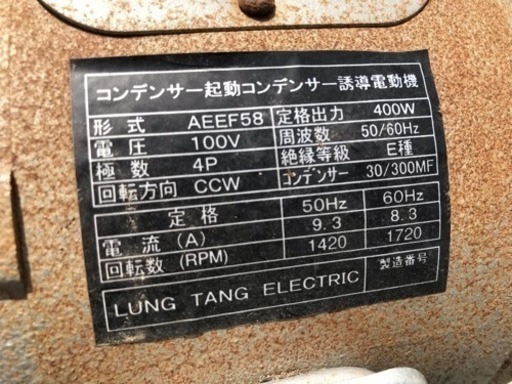 コンデンサー起動コンデンサー誘導電動機
形式 AEEF58 定格出力 400W
電圧 100V 周波数 50/60Hz
極数 4P 絶縁等級 E種
回転方向 CCW コンデンサー 30/300MF
定格 50Hz 60Hz
電流(A) 9.3 8.3
回転数(RPM) 1420 1720
LUNG TANG ELECTRIC 製造番号